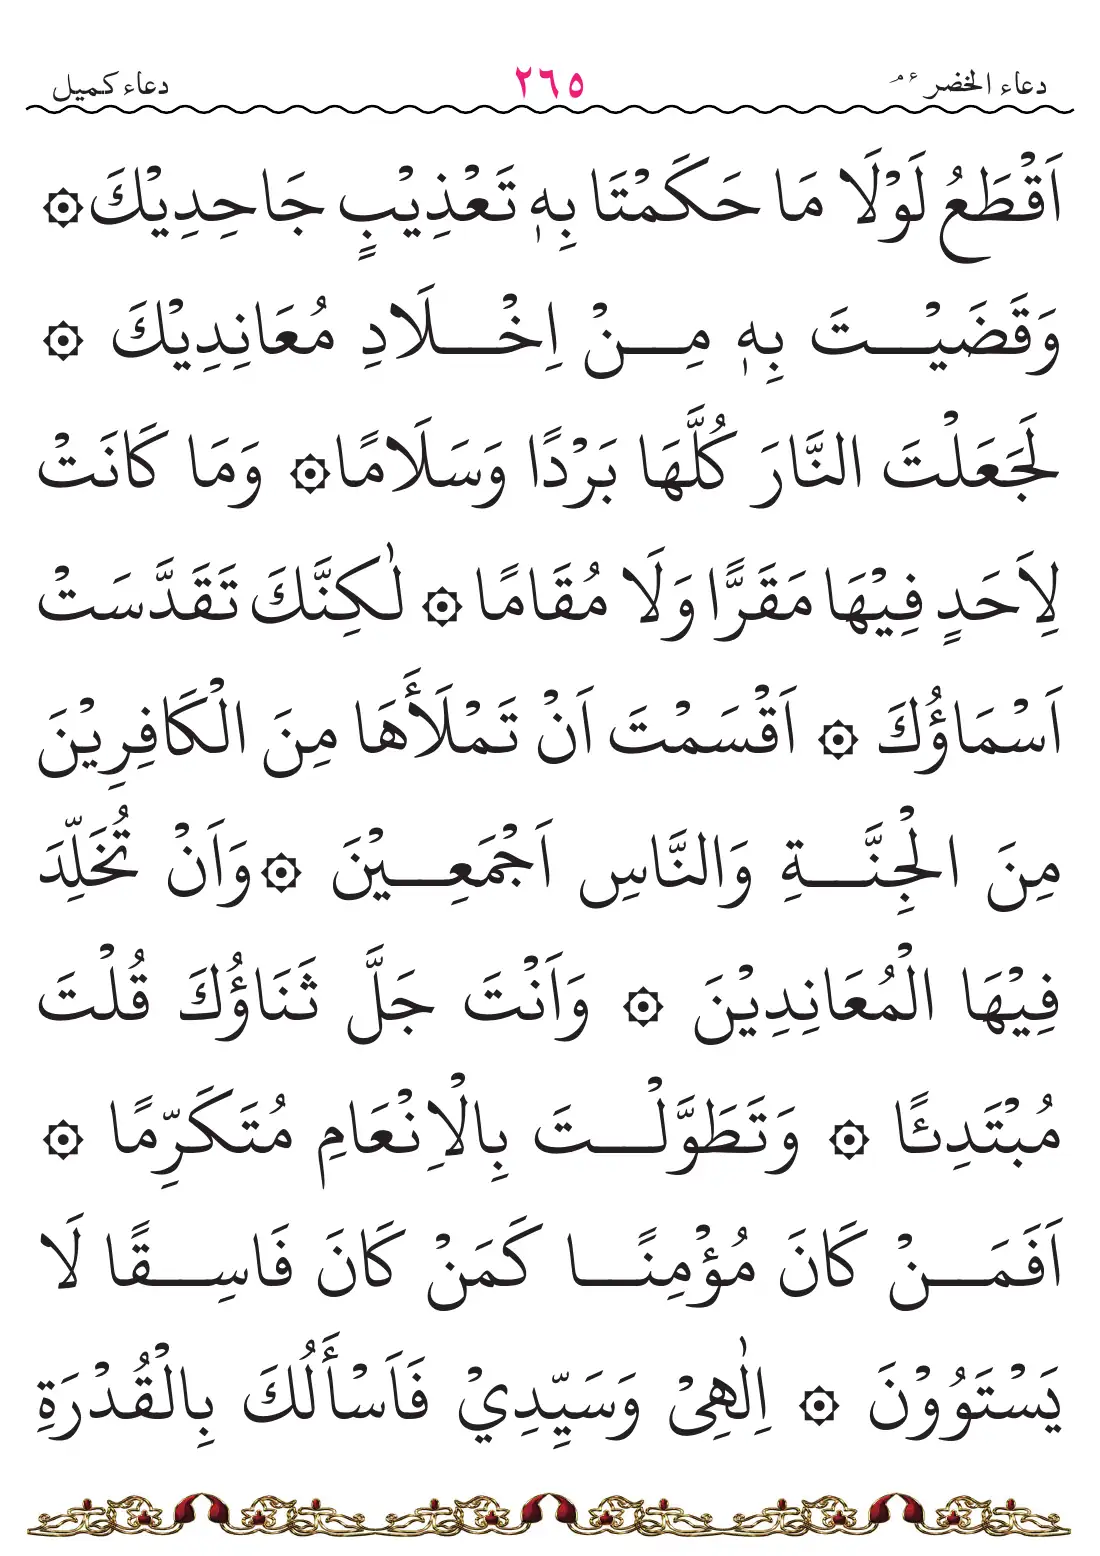 دعاء الخضر ؑ م ٢٦٥ دعاء كميل
اَقْطَعُ لَوْلَا مَا حَكَمْتَا بِهٖ تَعْذِيْبٍ جَاحِدِيْكَ ۞
وَقَضَيْتَ بِهٖ مِنْ اِخْلَادِ مُعَانِدِيْكَ ۞
لَجَعَلْتَ النَّارَ كُلَّهَا بَرْدًا وَسَلَامًا ۞ وَمَا كَانَتْ
لِاَحَدٍ فِيْهَا مَقَرًّا وَلَا مُقَامًا ۞ لٰكِنَّكَ تَقَدَّسَتْ
اَسْمَاؤُكَ ۞ اَقْسَمْتَ اَنْ تَمْلَأَهَا مِنَ الْكَافِرِيْنَ
مِنَ الْجِنَّةِ وَالنَّاسِ اَجْمَعِيْنَ ۞ وَاَنْ تُخَلِّدَ
فِيْهَا الْمُعَانِدِيْنَ ۞ وَاَنْتَ جَلَّ ثَنَاؤُكَ قُلْتَ
مُبْتَدِئًا ۞ وَتَطَوَّلْتَ بِالْاِنْعَامِ مُتَكَرِّمًا ۞
اَفَمَنْ كَانَ مُؤْمِنًا كَمَنْ كَانَ فَاسِقًا لَا
يَسْتَوُوْنَ ۞ اِلٰهِىْ وَسَيِّدِيْ فَاَسْأَلُكَ بِالْقُدْرَةِ